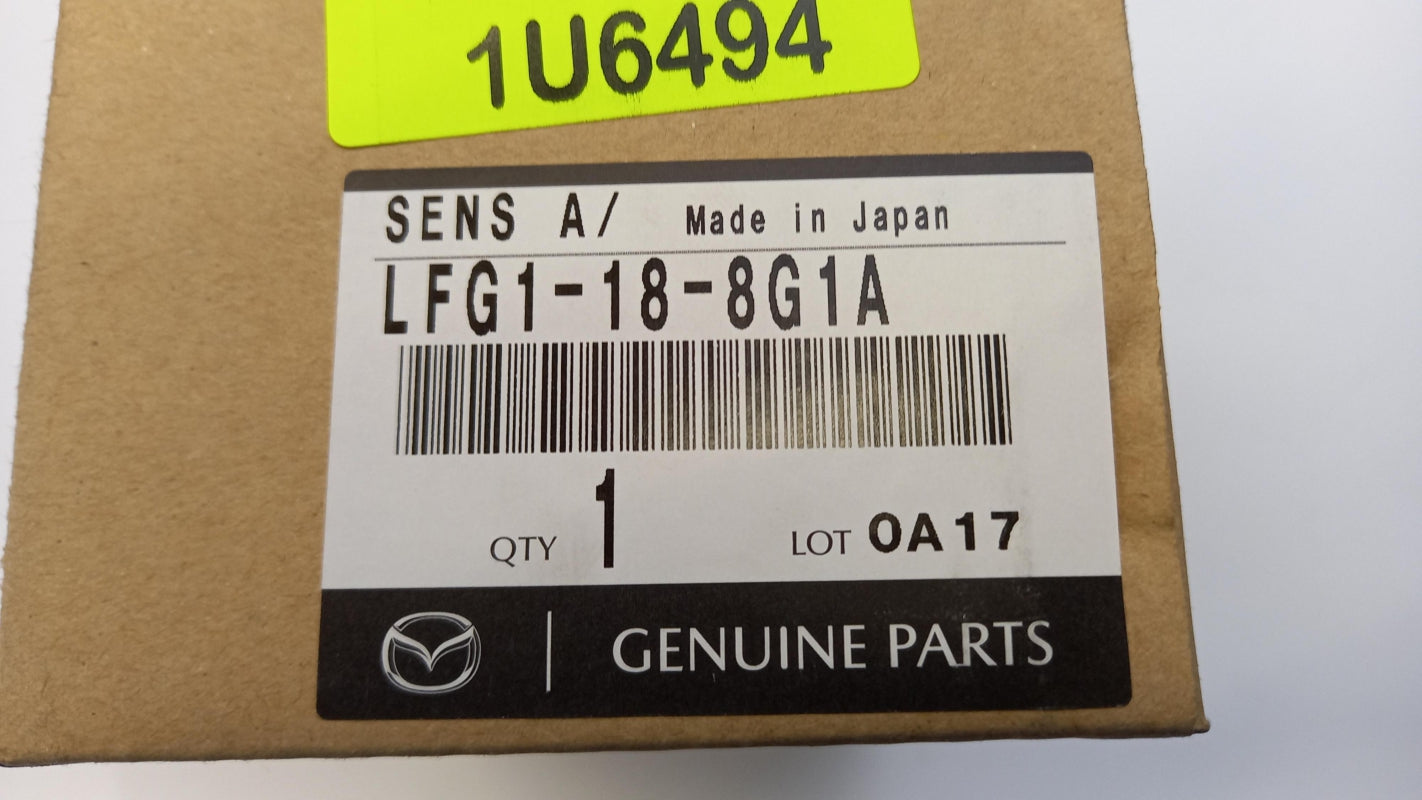 1U6494
SENS A/ Made in Japan
LFG1-18-8G1A
QTY 1 LOT 0A17
GENUINE PARTS